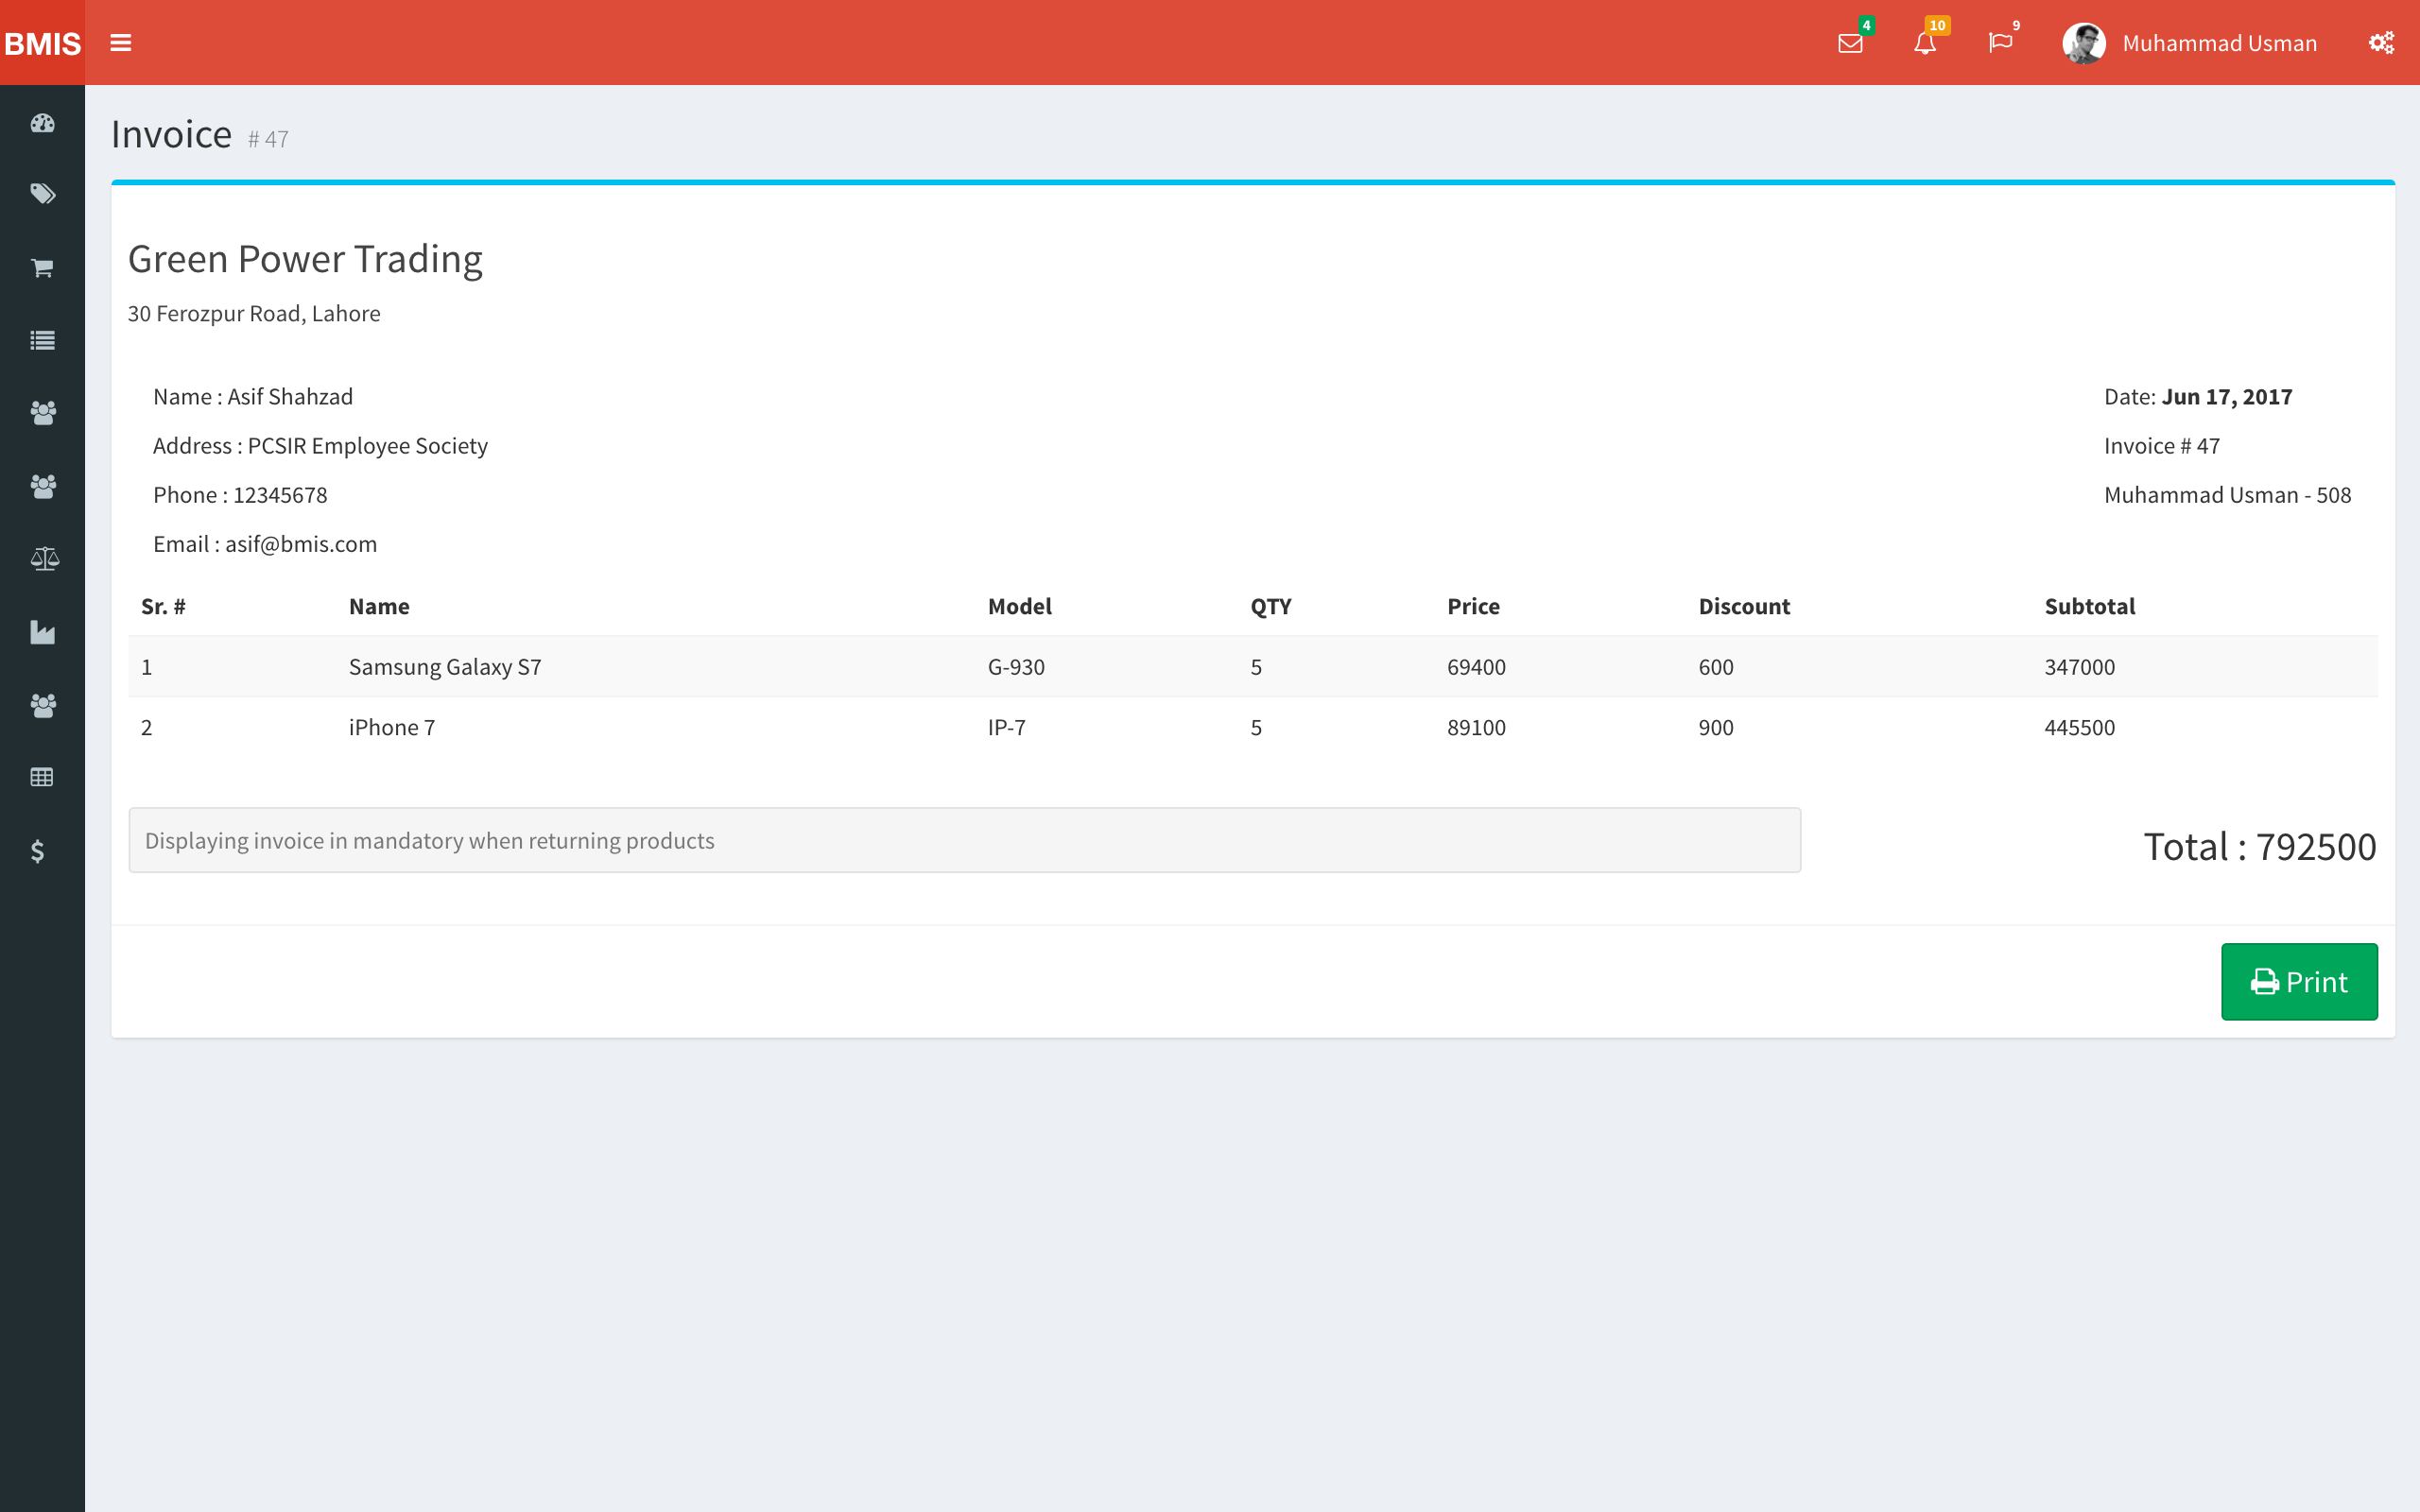 BMIS
4
10
9
Muhammad Usman
Invoice # 47
Green Power Trading
30 Ferozpur Road, Lahore
Name : Asif Shahzad
Date: Jun 17, 2017
Address : PCSIR Employee Society
Invoice # 47
Phone : 12345678
Muhammad Usman - 508
Email : asif@bmis.com
Sr. # Name Model QTY Price Discount Subtotal
1 Samsung Galaxy S7 G-930 5 69400 600 347000
2 iPhone 7 IP-7 5 89100 900 445500
Displaying invoice in mandatory when returning products
Total : 792500
Print